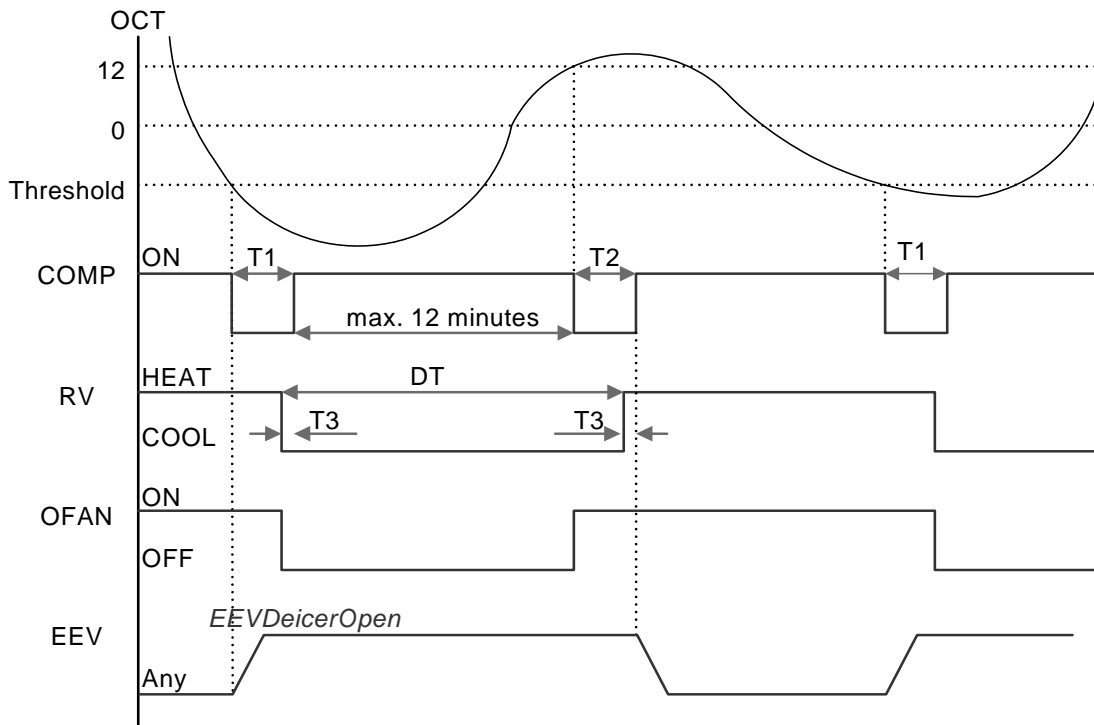 OCT
12
0
Threshold
COMP
ON
T1
T2
T1
max. 12 minutes
RV
HEAT
DT
COOL
T3
T3
OFAN
ON
OFF
EEV
EEVDeicerOpen
Any